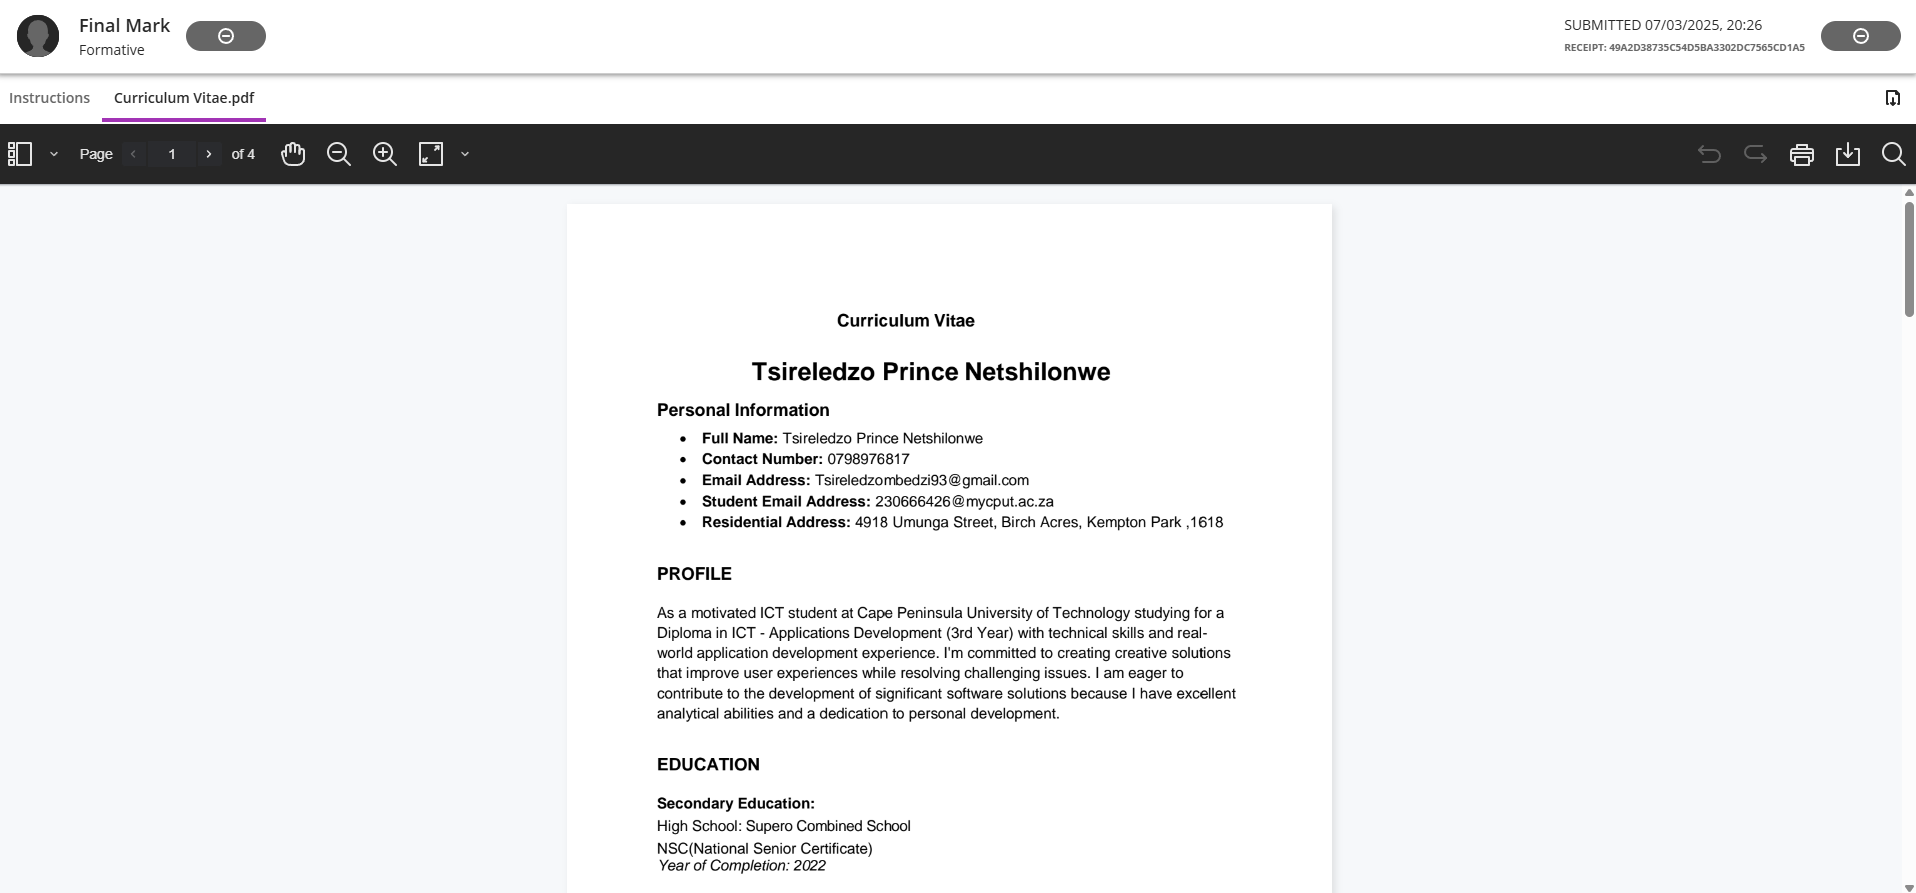 Final Mark
Formative
SUBMITTED 07/03/2025, 20:26
RECEIPT: 49A2D38735C54D5BA3302DC7565CD1A5
Instructions
Curriculum Vitae.pdf
Page 1 of 4
Curriculum Vitae
Tsireledzo Prince Netshilonwe
Personal Information
• Full Name: Tsireledzo Prince Netshilonwe
• Contact Number: 0798976817
• Email Address: Tsireledzombedzi93@gmail.com
• Student Email Address: 230666426@mycput.ac.za
• Residential Address: 4918 Umunga Street, Birch Acres, Kempton Park ,1618
PROFILE
As a motivated ICT student at Cape Peninsula University of Technology studying for a
Diploma in ICT - Applications Development (3rd Year) with technical skills and real-
world application development experience. I'm committed to creating creative solutions
that improve user experiences while resolving challenging issues. I am eager to
contribute to the development of significant software solutions because I have excellent
analytical abilities and a dedication to personal development.
EDUCATION
Secondary Education:
High School: Supero Combined School
NSC(National Senior Certificate)
Year of Completion: 2022